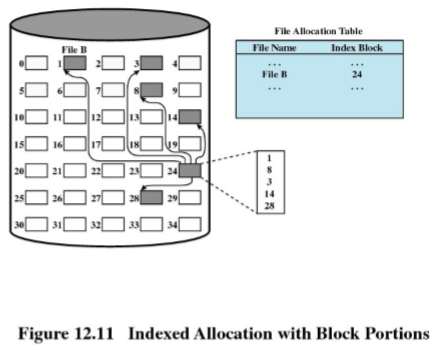 File B
0 1 2 3 4
5 6 7 8 9
10 11 12 13 14
15 16 17 18 19
20 21 22 23 24
25 26 27 28 29
30 31 32 33 34
File Allocation Table
File Name Index Block
... ...
File B 24
... ...
1
8
3
14
28
Figure 12.11 Indexed Allocation with Block Portions